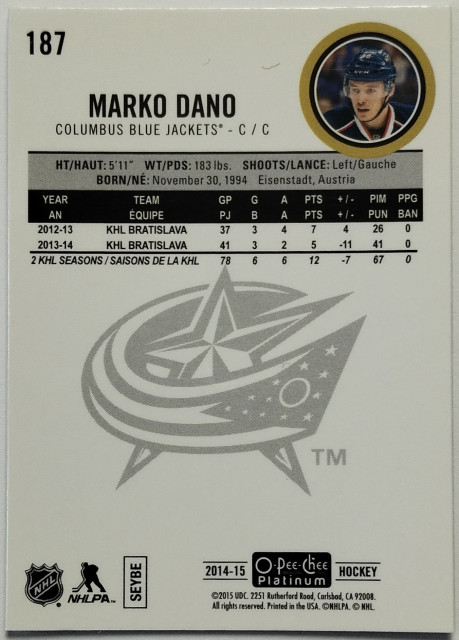 187
MARKO DANO
COLUMBUS BLUE JACKETS® - C / C
HT/HAUT: 5'11" WT/PDS: 183 lbs. SHOOTS/LANCE: Left/Gauche
BORN/NÉ: November 30, 1994 Eisenstadt, Austria
YEAR TEAM GP G A PTS +/- PIM PPG
AN ÉQUIPE PJ B A PTS +/- PUN BAN
2012-13 KHL BRATISLAVA 37 3 4 7 4 26 0
2013-14 KHL BRATISLAVA 41 3 2 5 -11 41 0
2 KHL SEASONS / SAISONS DE LA KHL 78 6 6 12 -7 67 0
TM
NHL
NHLPA™
SEYBE
2014-15 O-Pee-Chee Platinum HOCKEY
©2015 UDC. 2251 Rutherford Road, Carlsbad, CA 92008.
All rights reserved. Printed in the USA. ©NHLPA. © NHL.